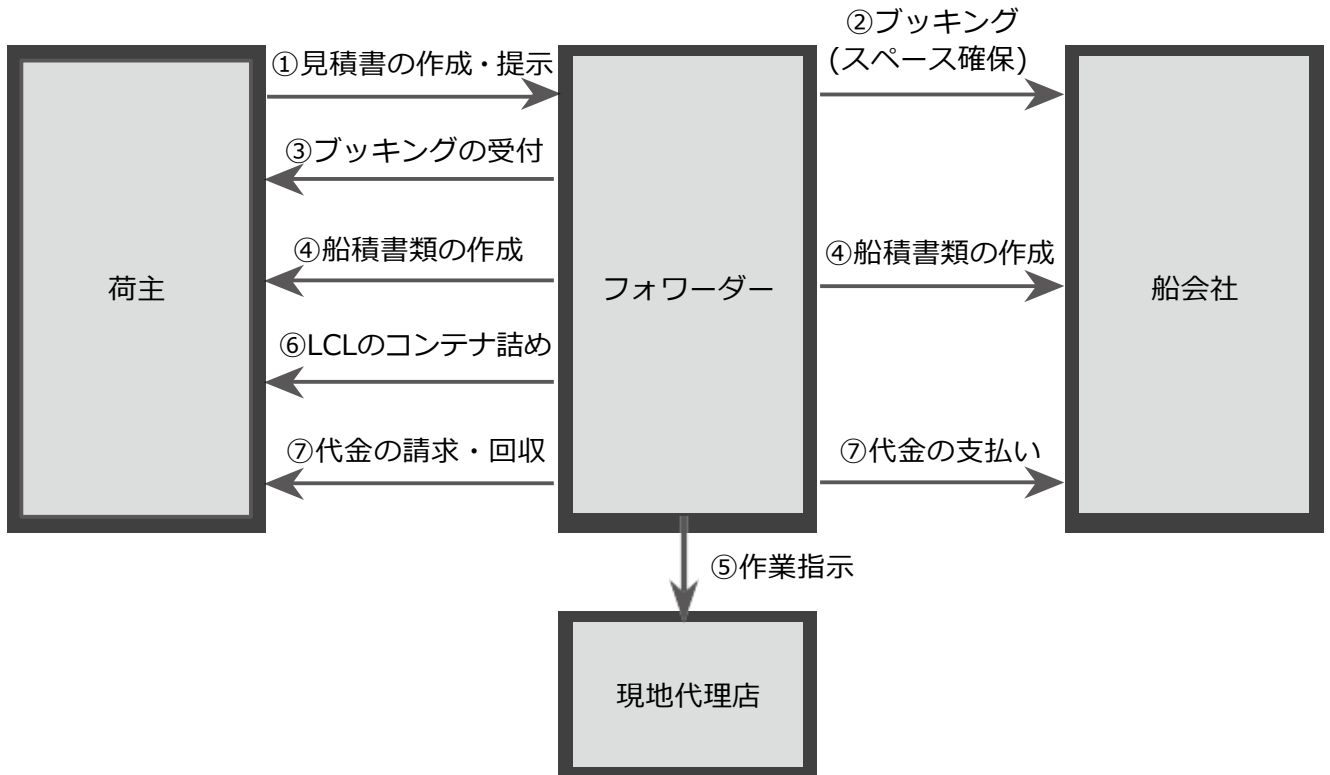 ②ブッキング
(スペース確保)
①見積書の作成・提示
③ブッキングの受付
④船積書類の作成
④船積書類の作成
荷主
フォワーダー
船会社
⑥LCLのコンテナ詰め
⑦代金の請求・回収
⑦代金の支払い
⑤作業指示
現地代理店